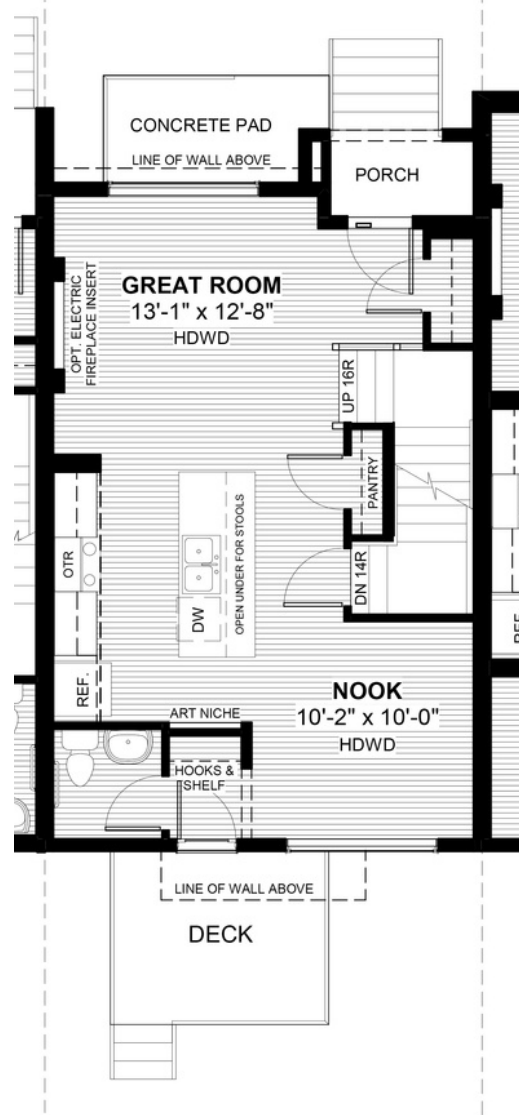 CONCRETE PAD
LINE OF WALL ABOVE
PORCH
GREAT ROOM
13'-1" x 12'-8"
HDWD
OPT. ELECTRIC
FIREPLACE INSERT
UP 16R
PANTRY
OTR
OPEN UNDER FOR STOOLS
DN 14R
DW
REF.
REF.
NOOK
10'-2" x 10'-0"
HDWD
ART NICHE
HOOKS &
SHELF
LINE OF WALL ABOVE
DECK